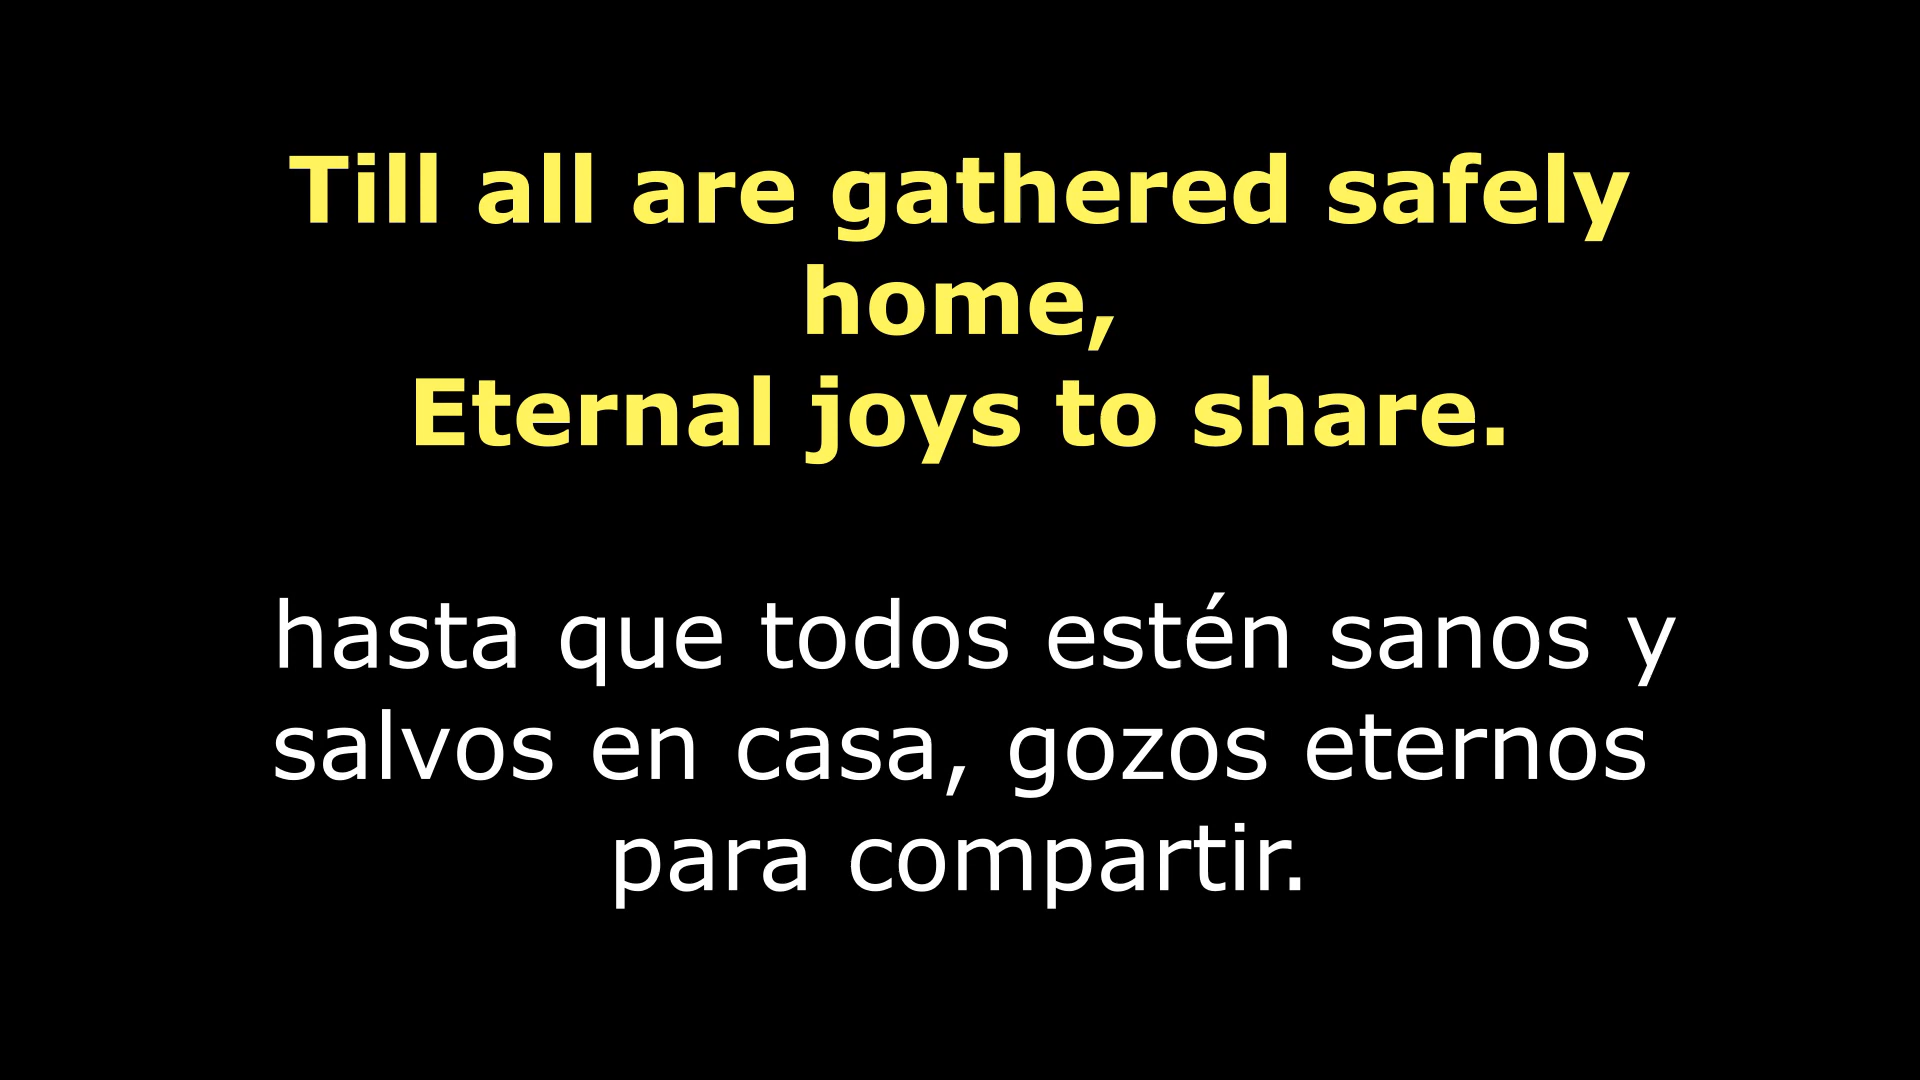 Till all are gathered safely
home,
Eternal joys to share.
hasta que todos estén sanos y
salvos en casa, gozos eternos
para compartir.